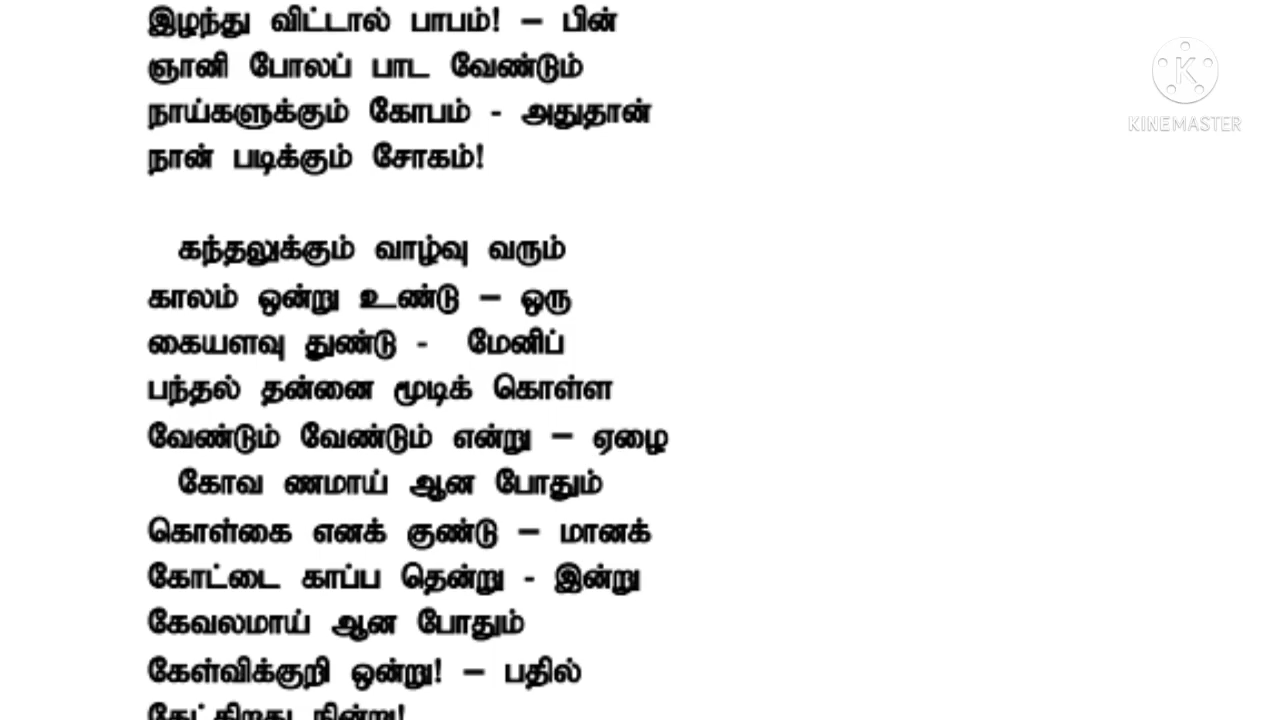 இழந்து விட்டால் பாபம்! – பின்
ஞானி போலப் பாட வேண்டும்
நாய்களுக்கும் கோபம் - அதுதான்
நான் படிக்கும் சோகம்!
கந்தலுக்கும் வாழ்வு வரும்
காலம் ஒன்று உண்டு – ஒரு
கையளவு துண்டு - மேனிப்
பந்தல் தன்னை மூடிக் கொள்ள
வேண்டும் வேண்டும் என்று – ஏழை
கோவ ணமாய் ஆன போதும்
கொள்கை எனக் குண்டு – மானக்
கோட்டை காப்ப தென்று - இன்று
கேவலமாய் ஆன போதும்
கேள்விக்குறி ஒன்று! – பதில்
கேட்கிறது நின்று!
KINEMASTER